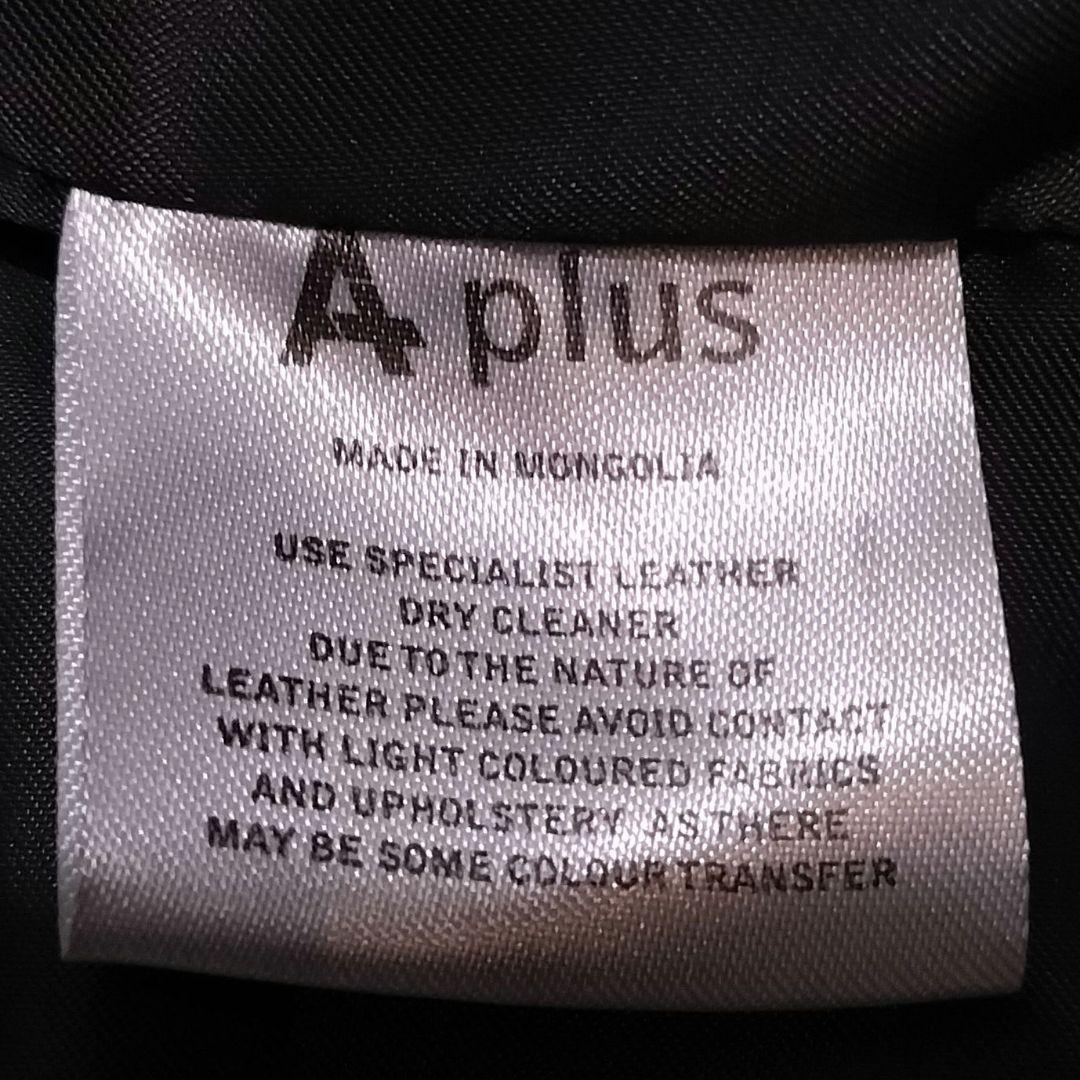 A plus
MADE IN MONGOLIA
USE SPECIALIST LEATHER
DRY CLEANER
DUE TO THE NATURE OF
LEATHER PLEASE AVOID CONTACT
WITH LIGHT COLOURED FABRICS
AND UPHOLSTERY AS THERE
MAY BE SOME COLOUR TRANSFER